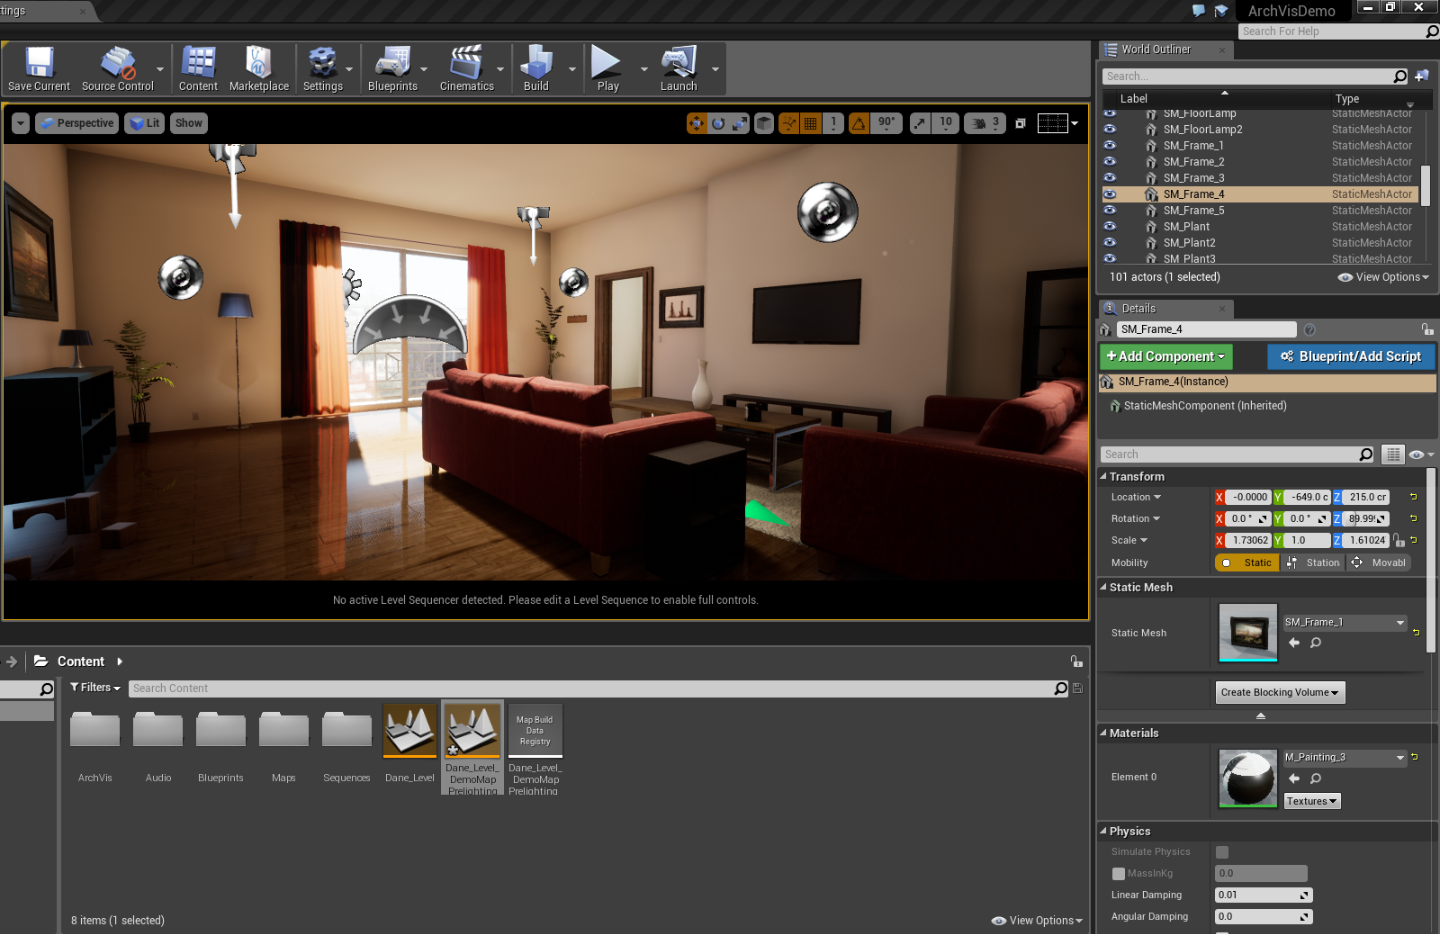 ttings
ArchVisDemo
Search For Help
Save Current
Source Control
Content
Marketplace
Settings
Blueprints
Cinematics
Build
Play
Launch
Perspective
Lit
Show
1
90°
10
3
No active Level Sequencer detected. Please edit a Level Sequence to enable full controls.
World Outliner
Search...
Label Type
SM_FloorLamp StaticMeshActor
SM_FloorLamp2 StaticMeshActor
SM_Frame_1 StaticMeshActor
SM_Frame_2 StaticMeshActor
SM_Frame_3 StaticMeshActor
SM_Frame_4 StaticMeshActor
SM_Frame_5 StaticMeshActor
SM_Plant StaticMeshActor
SM_Plant2 StaticMeshActor
SM_Plant3 StaticMeshActor
101 actors (1 selected) View Options
Details
SM_Frame_4
+Add Component Blueprint/Add Script
SM_Frame_4(Instance)
StaticMeshComponent (Inherited)
Search
Transform
Location X -0.0000 Y -649.0 c Z 215.0 cr
Rotation X 0.0 ° Y 0.0 ° Z 89.99
Scale X 1.73062 Y 1.0 Z 1.61024
Mobility Static Station Movabl
Static Mesh
Static Mesh SM_Frame_1
Create Blocking Volume
Materials
Element 0 M_Painting_3
Textures
Physics
Simulate Physics
MassInKg 0.0
Linear Damping 0.01
Angular Damping 0.0
Content
Filters Search Content
ArchVis
Audio
Blueprints
Maps
Sequences
Dane_Level
Dane_Level_
DemoMap
Prelighting
Map Build
Data
Registry
Dane_Level_
DemoMap
Prelighting
8 items (1 selected) View Options